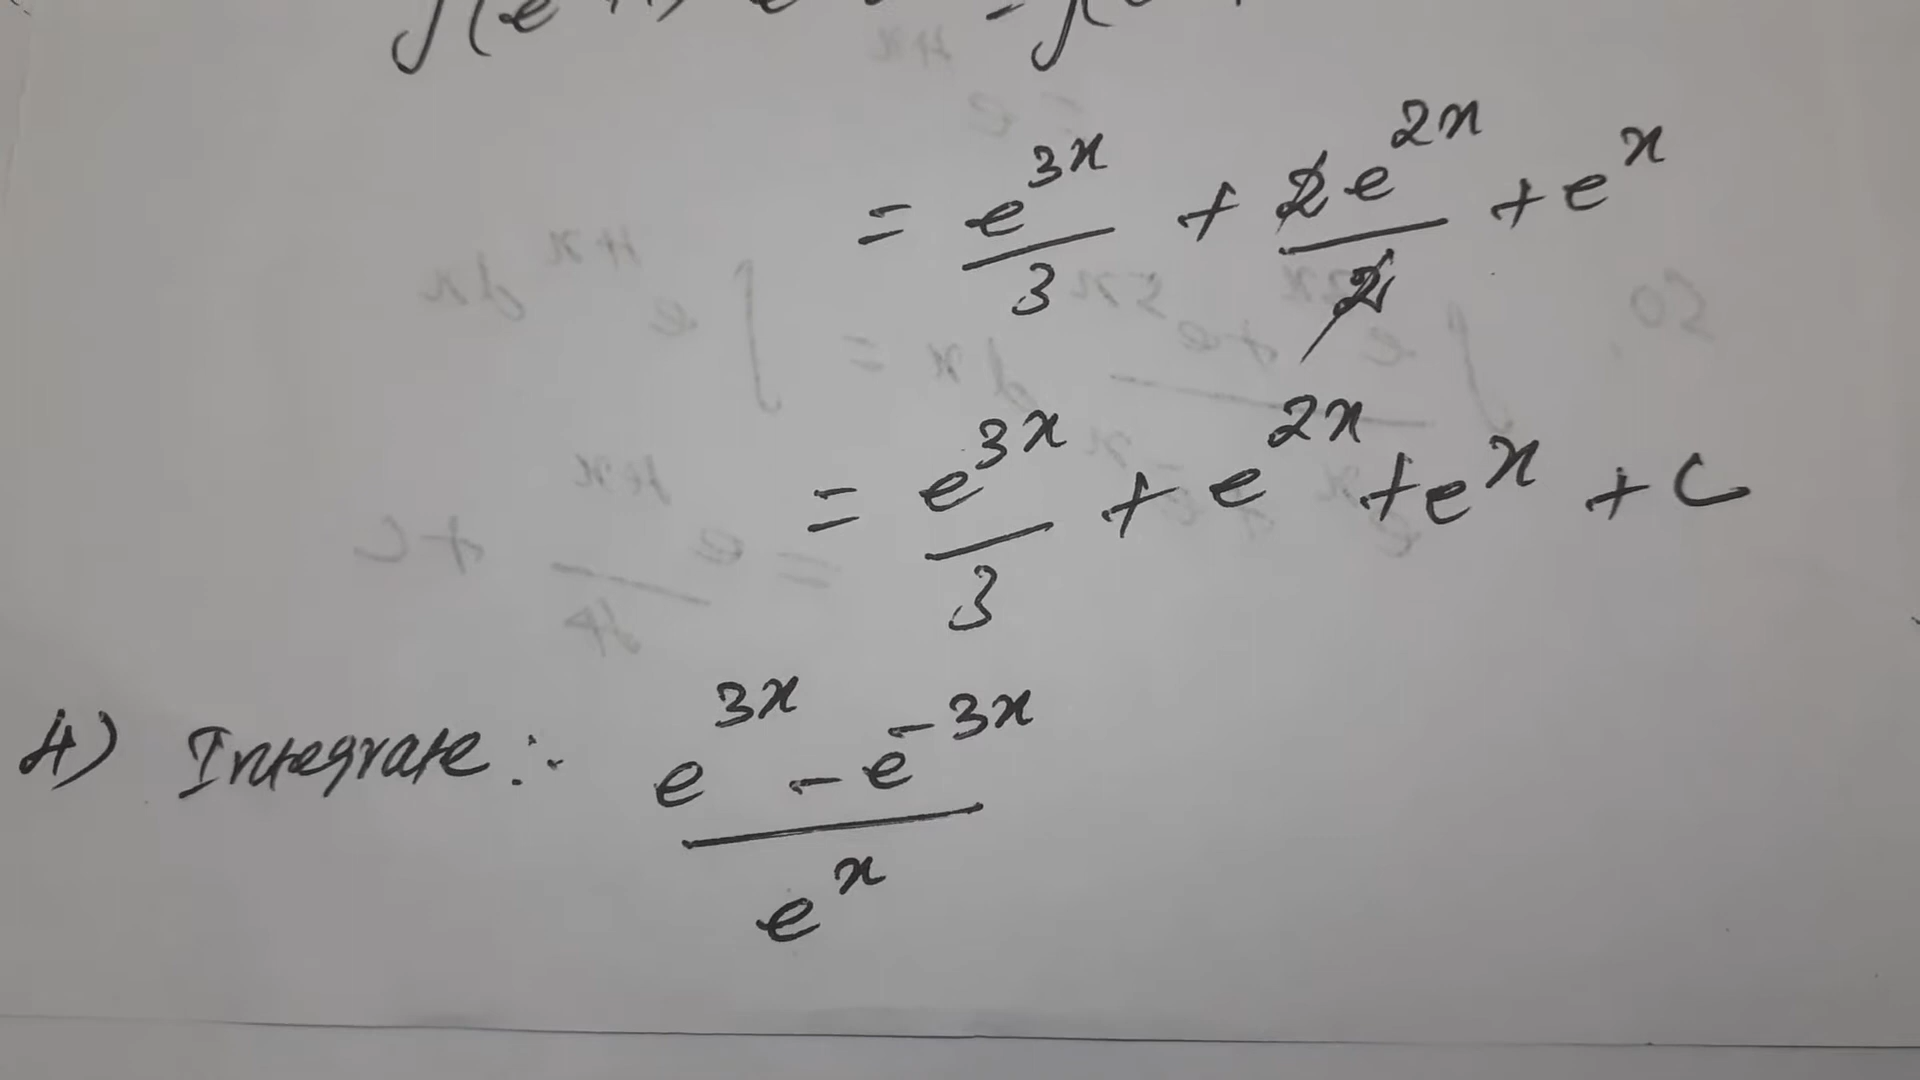 = e^{3x}/3 + 2e^{2x}/2 + e^x
= e^{3x}/3 + e^{2x} + e^x + C
4) Integrate :- (e^{3x} - e^{-3x})/e^x